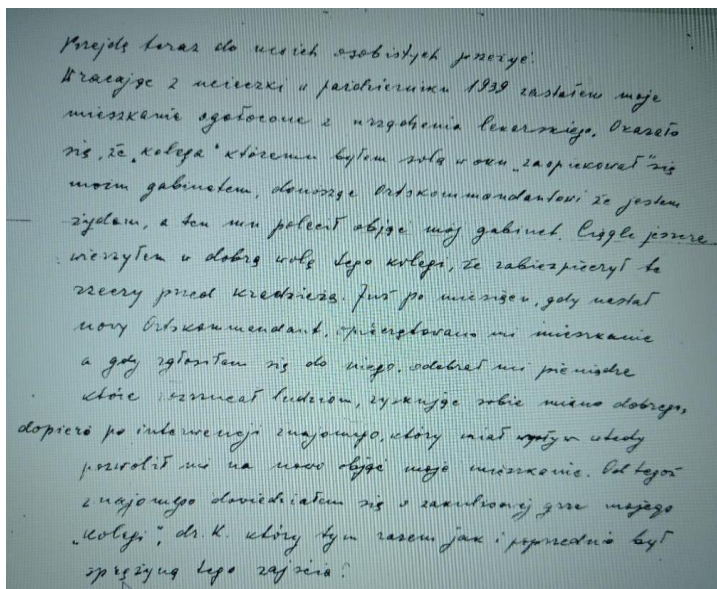 Przejdę teraz do moich osobistych przeżyć.
Wracając z ucieczki w październiku 1939 zastałem moje
mieszkanie ogołocone z urządzenia lekarskiego. Okazało
się, że „kolega" któremu byłem solą w oku „zaopiekował" się
moim gabinetem, donosząc Ortskommandantowi że jestem
żydem, a ten mu polecił objąć mój gabinet. Ciągle jeszcze
wierzyłem w dobrą wolę tego kolegi, że zabezpieczył te
rzeczy przed kradzieżą. Już po miesiącu, gdy nastał
nowy Ortskommandant, opieczętowano mi mieszkanie
a gdy zgłosiłem się do niego, odebrał mi pieniądze
które rozrzucał ludziom, zyskując sobie miano dobrego,
dopiero po interwencji znajomego, który miał wpływ wtedy
pozwolił mi na nowo objąć moje mieszkanie. Od tegoż
znajomego dowiedziałem się o zakulisowej grze mojego
„kolegi", dr. K. który tym razem jak i poprzednio był
sprężyną tego zajścia.